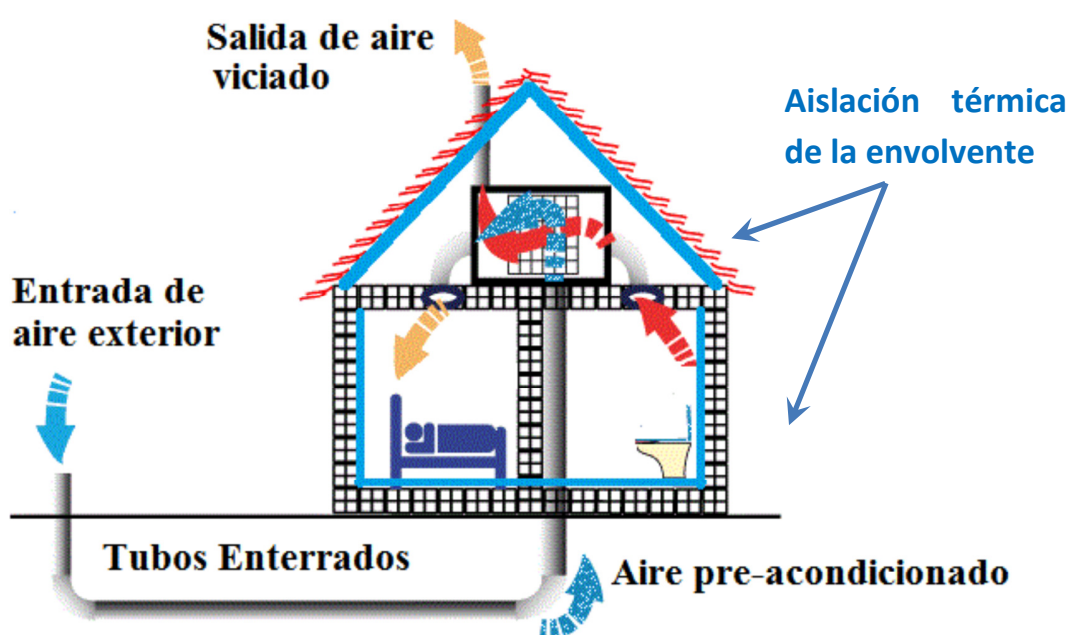 Salida de aire
viciado
Aislación térmica
de la envolvente
Entrada de
aire exterior
Tubos Enterrados
Aire pre-acondicionado